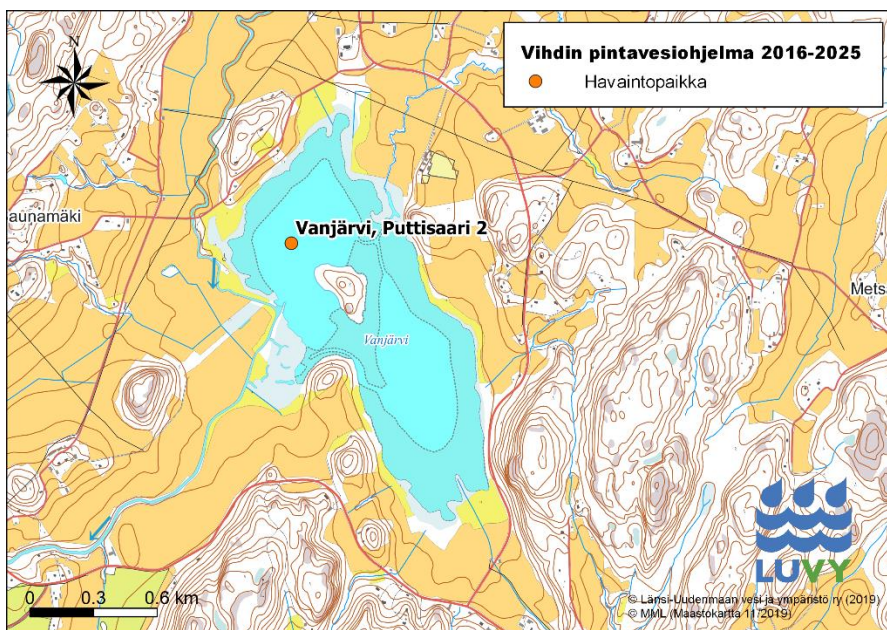 Vihdin pintavesiohjelma 2016-2025
Havaintopaikka
N
aunamäki
Vanjärvi, Puttisaari 2
Metsä
Vanjärvi
LUVY
0 0.3 0.6 km
© Länsi-Uudenmaan vesi ja ympäristö ry (2019)
© MML (Maastokartta 11/2019)